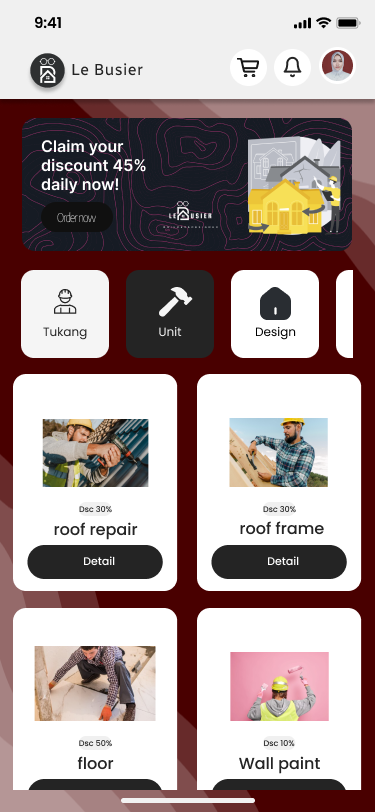 9:41
Le Busier
Claim your
discount 45%
daily now!
Order now
LE BUSIER
Tukang
Unit
Design
Dsc 30%
roof repair
Detail
Dsc 30%
roof frame
Detail
Dsc 50%
floor
Dsc 10%
Wall paint